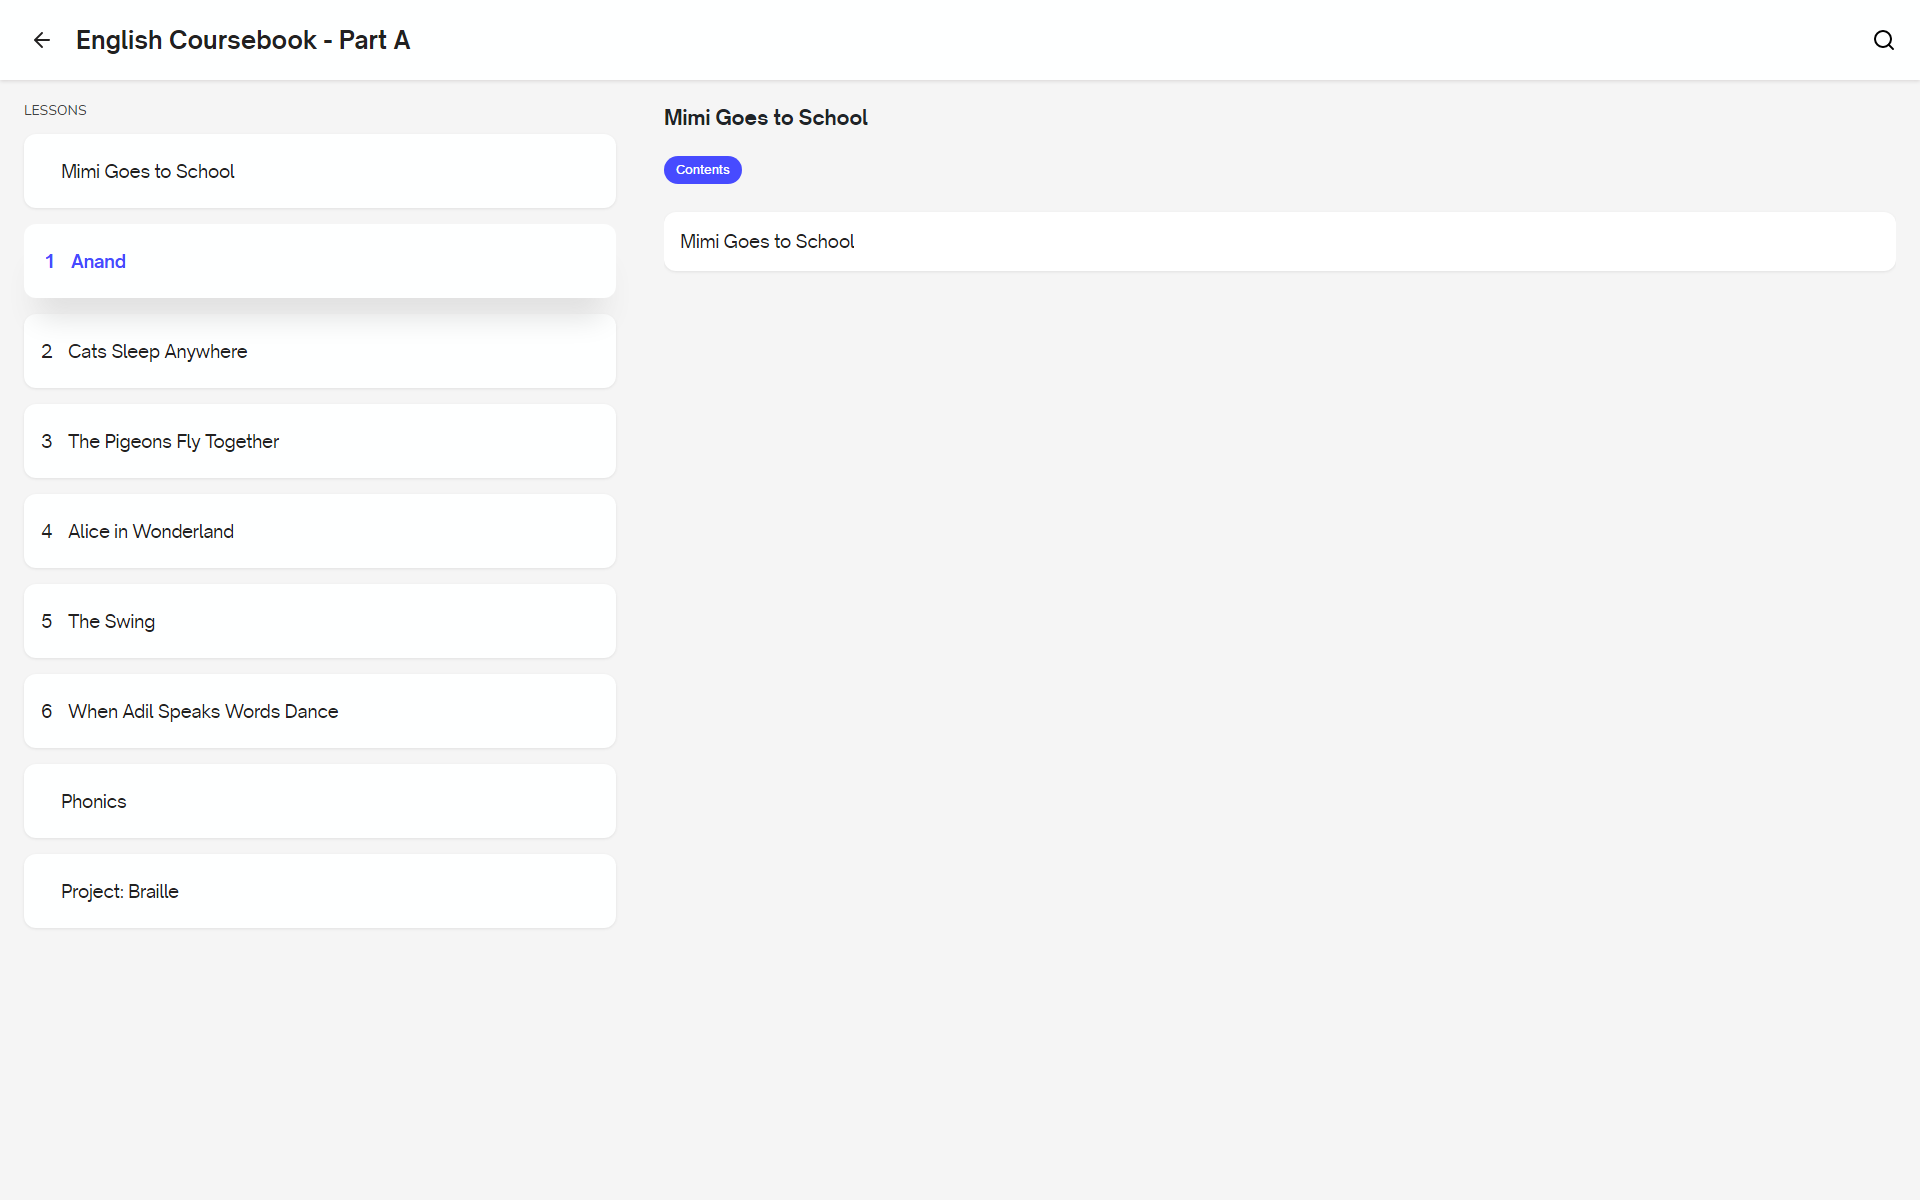 English Coursebook - Part A
LESSONS
Mimi Goes to School
1 Anand
2 Cats Sleep Anywhere
3 The Pigeons Fly Together
4 Alice in Wonderland
5 The Swing
6 When Adil Speaks Words Dance
Phonics
Project: Braille
Mimi Goes to School
Contents
Mimi Goes to School